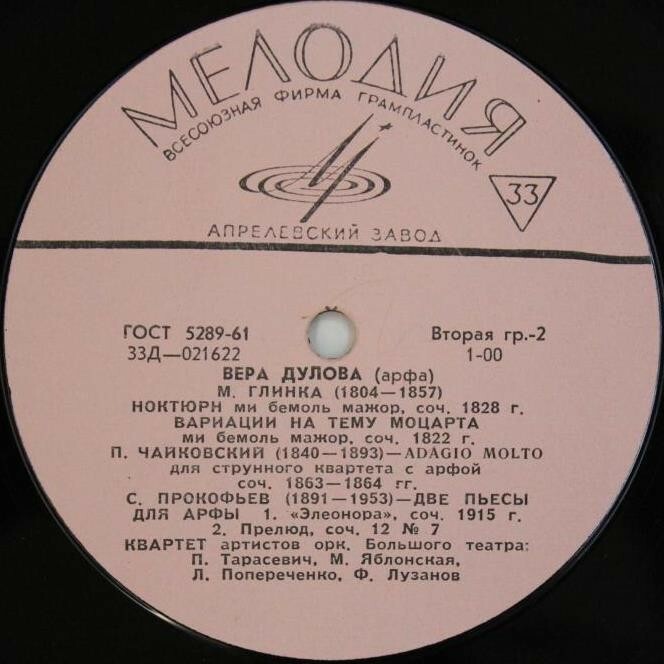 МЕЛОДИЯ
ВСЕСОЮЗНАЯ ФИРМА ГРАМПЛАСТИНОК
33
АПРЕЛЕВСКИЙ ЗАВОД
ГОСТ 5289-61 Вторая гр.-2
33Д—021622 1-00
ВЕРА ДУЛОВА (арфа)
М. ГЛИНКА (1804—1857)
НОКТЮРН ми бемоль мажор, соч. 1828 г.
ВАРИАЦИИ НА ТЕМУ МОЦАРТА
ми бемоль мажор, соч. 1822 г.
П. ЧАЙКОВСКИЙ (1840—1893)—ADAGIO MOLTO
для струнного квартета с арфой
соч. 1863—1864 гг.
С. ПРОКОФЬЕВ (1891—1953)—ДВЕ ПЬЕСЫ
ДЛЯ АРФЫ 1. «Элеонора», соч. 1915 г.
2. Прелюд, соч. 12 № 7
КВАРТЕТ артистов орк. Большого театра:
П. Тарасевич, М. Яблонская,
Л. Попереченко, Ф. Лузанов